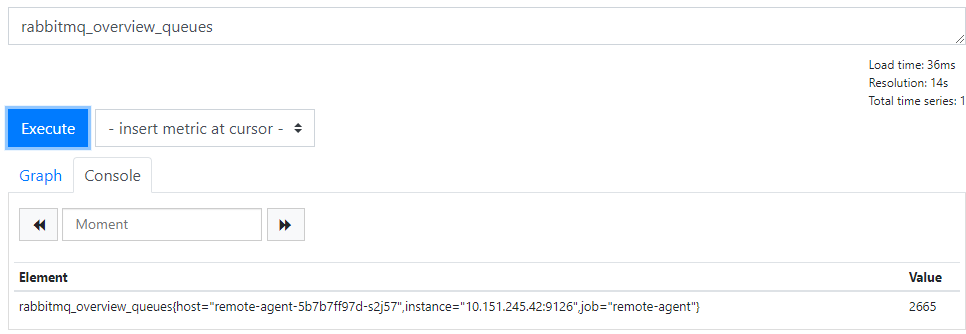 rabbitmq_overview_queues
Load time: 36ms
Resolution: 14s
Total time series: 1
Execute
- insert metric at cursor -
Graph
Console
Moment
Element Value
rabbitmq_overview_queues{host="remote-agent-5b7b7ff97d-s2j57",instance="10.151.245.42:9126",job="remote-agent"} 2665